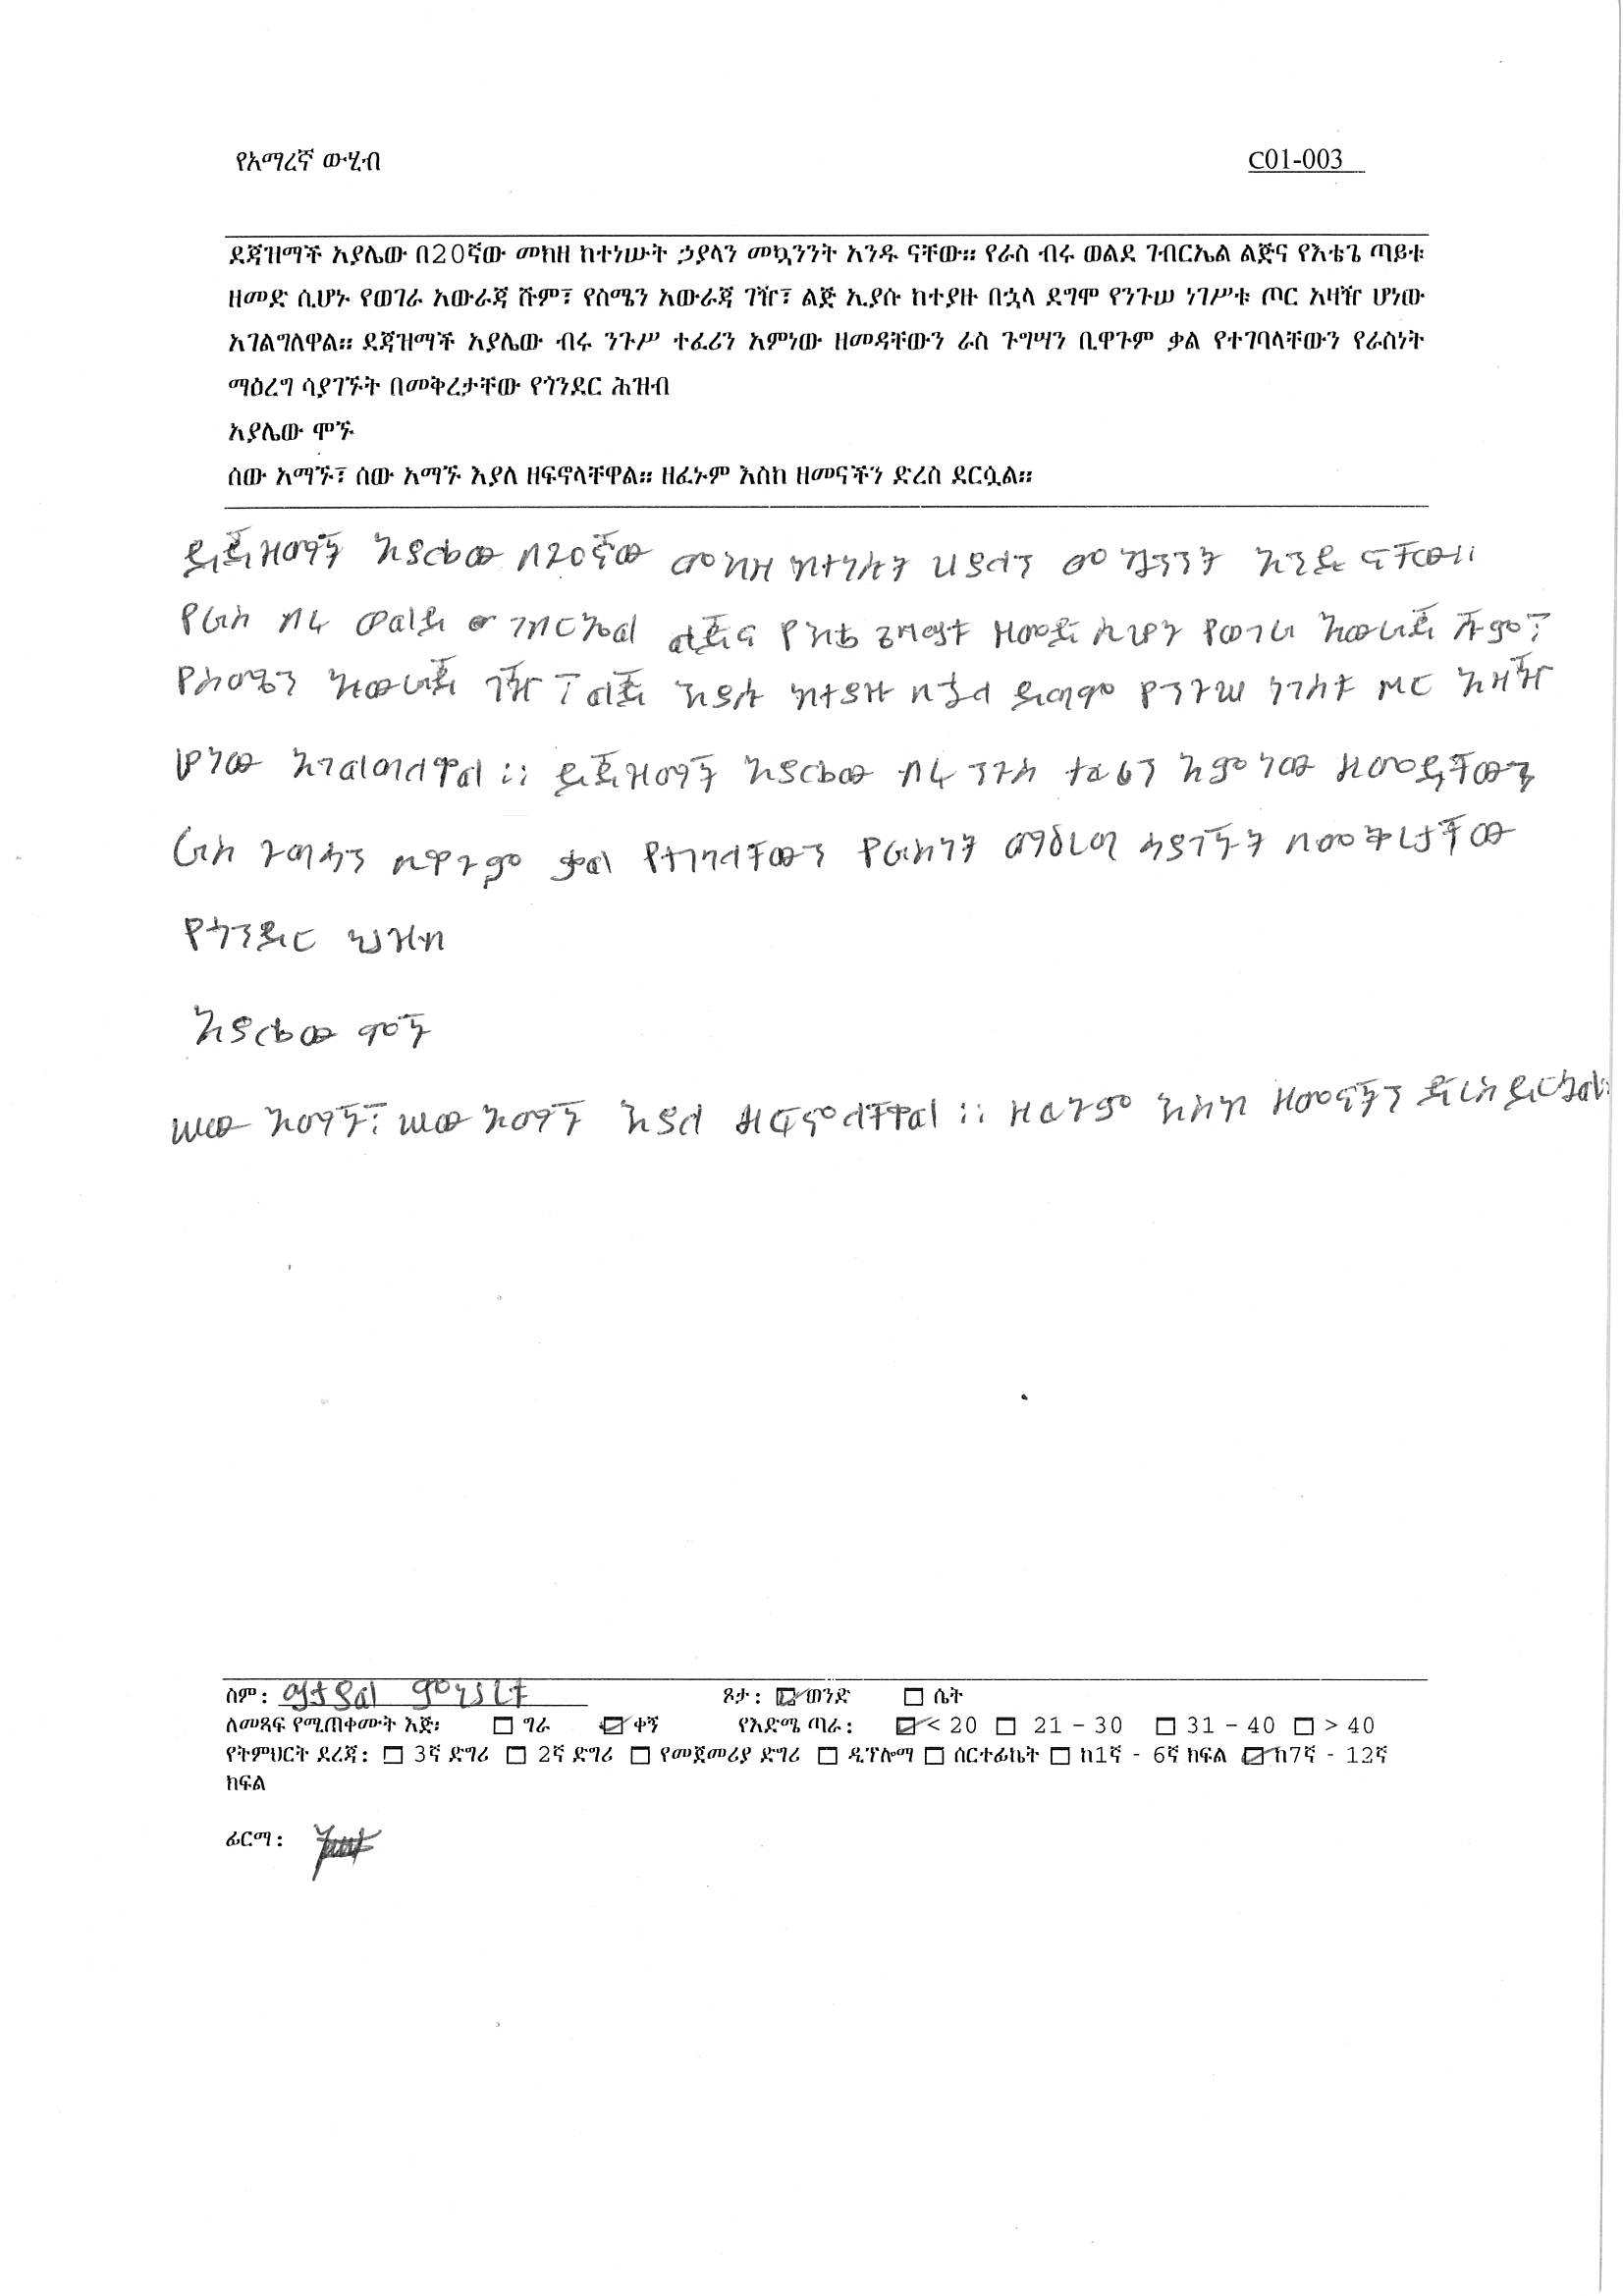 የአማረኛ ውሂብ C01-003
ደጃዝማች አያሌው በ20ኛው መክዘ ከተነሡት ኃያላን መኳንንት አንዱ ናቸው። የራስ ብሩ ወልደ ገብርኤል ልጅና የእቴጌ ጣይቱ
ዘመድ ሲሆኑ የወገራ አውራጃ ሹም፣ የስሜን አውራጃ ገዥ፣ ልጅ ኢያሱ ከተያዙ በኋላ ደግሞ የንጉሠ ነገሥቱ ጦር አዛዥ ሆነው
አገልግለዋል። ደጃዝማች አያሌው ብሩ ንጉሥ ተፈሪን አምነው ዘመዳቸውን ራስ ጉግሣን ቢዋጉም ቃል የተገባላቸውን የራስነት
ማዕረግ ሳያገኙት በመቅረታቸው የጎንደር ሕዝብ
አያሌው ሞኙ
ሰው አማኙ፣ ሰው አማኙ እያለ ዘፍኖላቸዋል። ዘፈኑም እስከ ዘመናችን ድረስ ደርሷል።
ደጃዝማች አያሌው በ20ኛው መክዘ ከተነሱት ሀያላን መኳንንት አንዱ ናቸው።
የራስ ብሩ ወልደ ገብርኤል ልጅና የእቴ ጣይቱ ዘመድ ሲሆን የወገራ አውራጃ ሹም፣
የስሜን አውራጃ ገዥ፣ ልጅ እያሱ ከተያዙ በኋላ ደግሞ የንጉሠ ነገስቱ ጦር አዛዥ
ሆነው አገልግለዋል። ደጃዝማች አያሌው ብሩ ንጉስ ተፈሪን አምነው ዘመዳቸውን
ራስ ጉግሳን ቢዋጉም ቃል የተገባላቸውን የራስነት ማዕረግ ሳያገኙት በመቅረታቸው
የጎንደር ህዝብ
አያሌው ሞኙ
ሠው አማኙ፣ ሠው አማኙ እያለ ዘፍኖላቸዋል። ዘፈኑም እስከ ዘመናችን ድረስ ደርሷል።
ስም: ጾታ: ወንድ ሴት
ለመጻፍ የሚጠቀሙት እጅ፡ ግራ ቀኝ የእድሜ ጣራ: < 20 21 - 30 31 - 40 > 40
የትምህርት ደረጃ: 3ኛ ድግሪ 2ኛ ድግሪ የመጀመሪያ ድግሪ ዲፕሎማ ሰርተፊኬት ከ1ኛ - 6ኛ ክፍል ከ7ኛ - 12ኛ
ክፍል
ፊርማ: